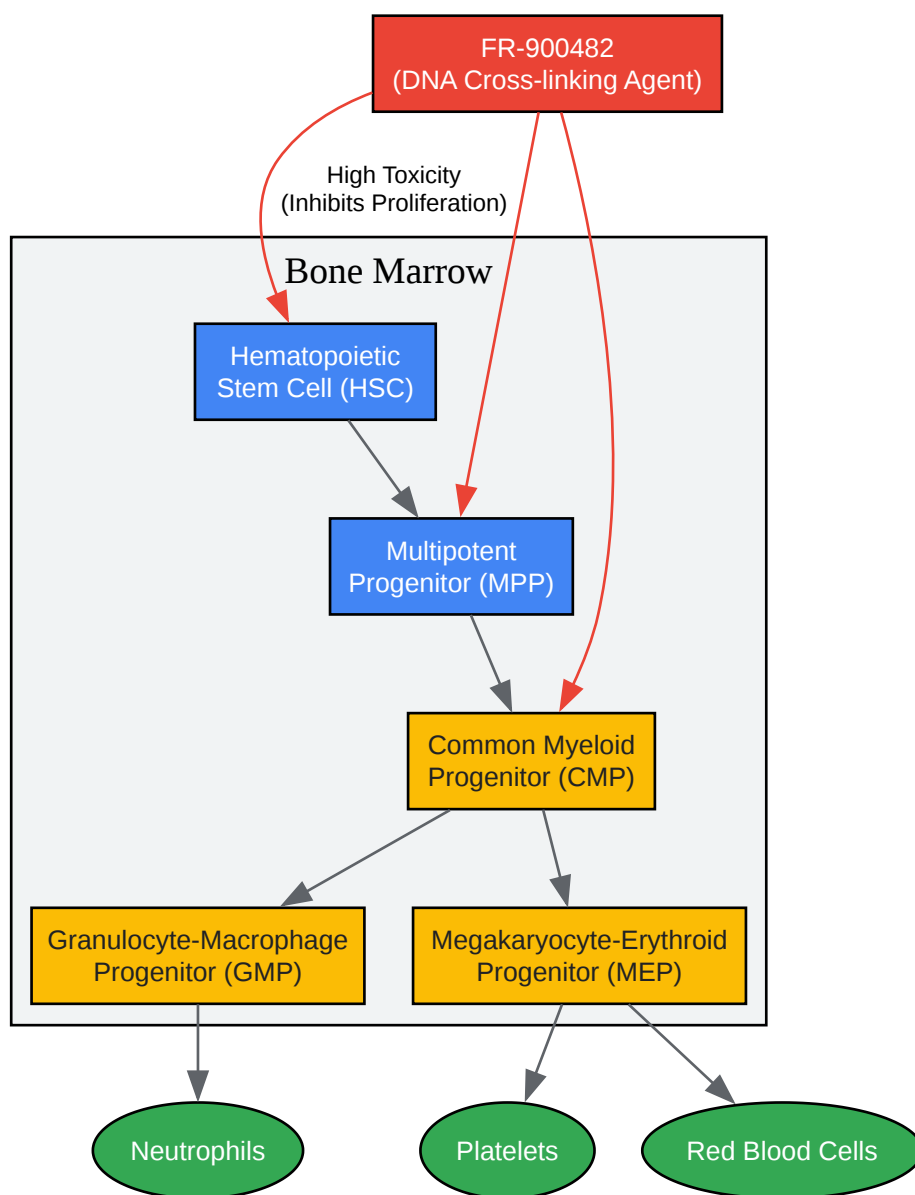 FR-900482
(DNA Cross-linking Agent)
High Toxicity
(Inhibits Proliferation)
Bone Marrow
Hematopoietic
Stem Cell (HSC)
Multipotent
Progenitor (MPP)
Common Myeloid
Progenitor (CMP)
Granulocyte-Macrophage
Progenitor (GMP)
Megakaryocyte-Erythroid
Progenitor (MEP)
Neutrophils
Platelets
Red Blood Cells